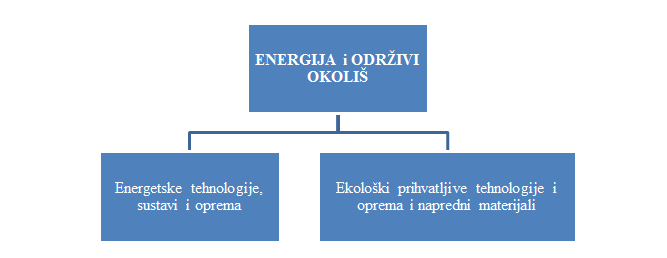 ENERGIJA i ODRŽIVI
OKOLIŠ
Energetske tehnologije,
sustavi i oprema
Ekološki prihvatljive tehnologije i
oprema i napredni materijali